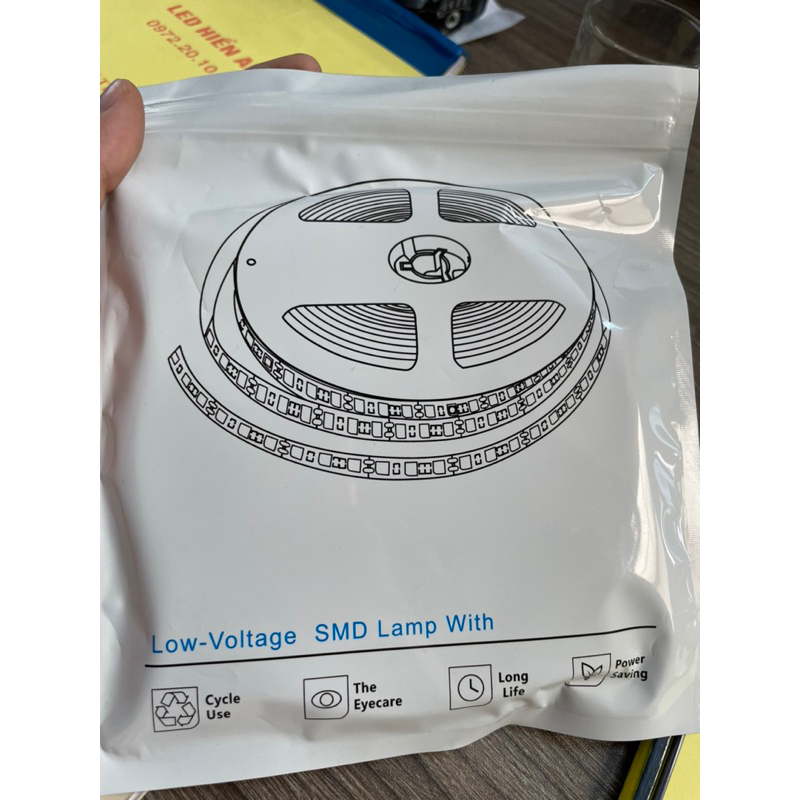 LED HIỂN A
0972.20.10
Low-Voltage SMD Lamp With
Cycle
Use
The
Eyecare
Long
Life
Power
Saving